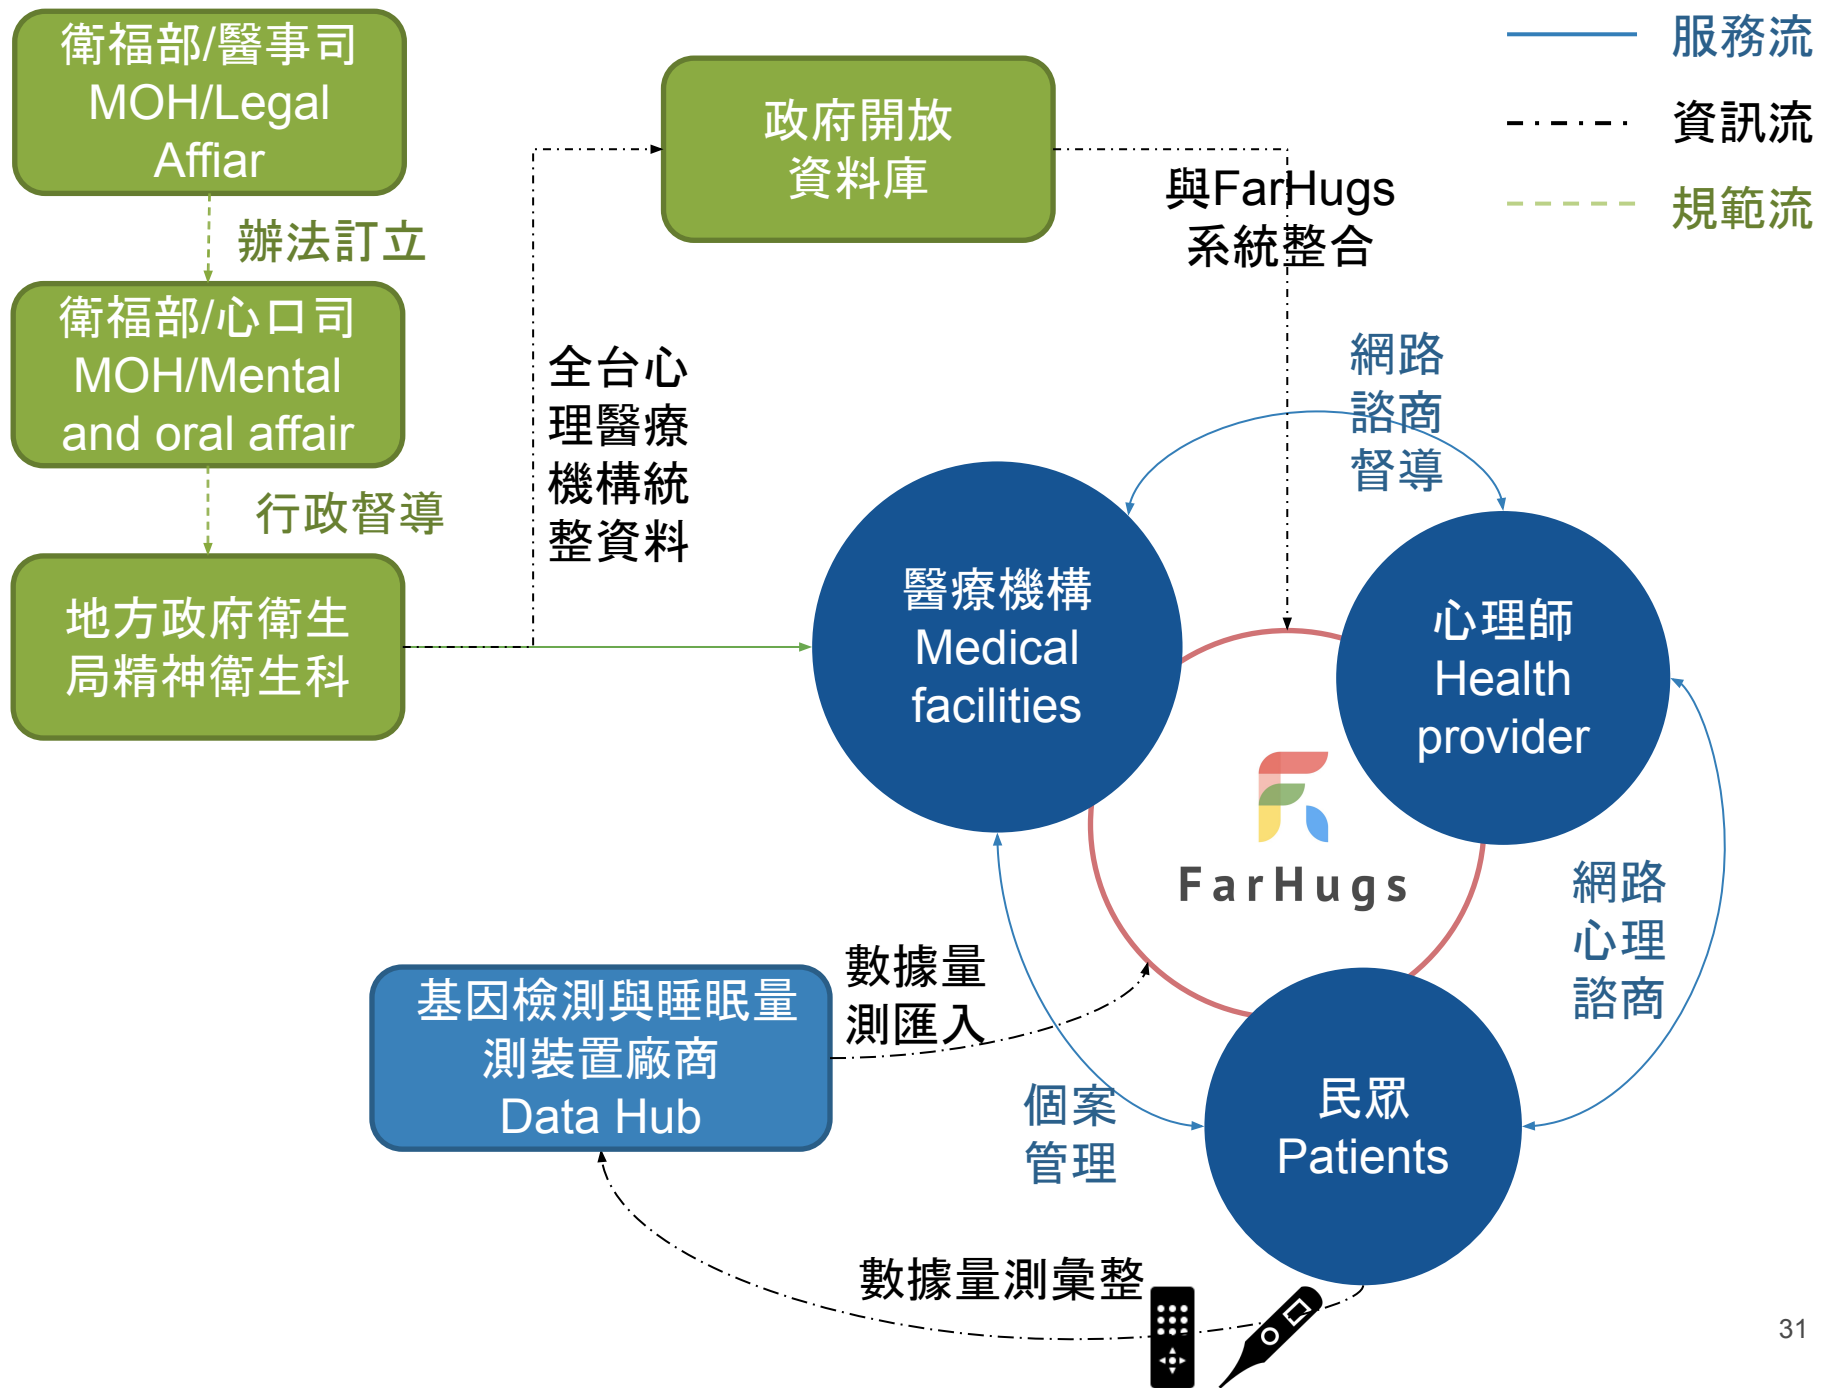 衛福部/醫事司
MOH/Legal
Affiar
辦法訂立
衛福部/心口司
MOH/Mental
and oral affair
行政督導
地方政府衛生
局精神衛生科
政府開放
資料庫
全台心
理醫療
機構統
整資料
與FarHugs
系統整合
服務流
資訊流
規範流
網路
諮商
督導
醫療機構
Medical
facilities
心理師
Health
provider
FarHugs
網路
心理
諮商
數據量
測匯入
基因檢測與睡眠量
測裝置廠商
Data Hub
個案
管理
民眾
Patients
數據量測彙整
31